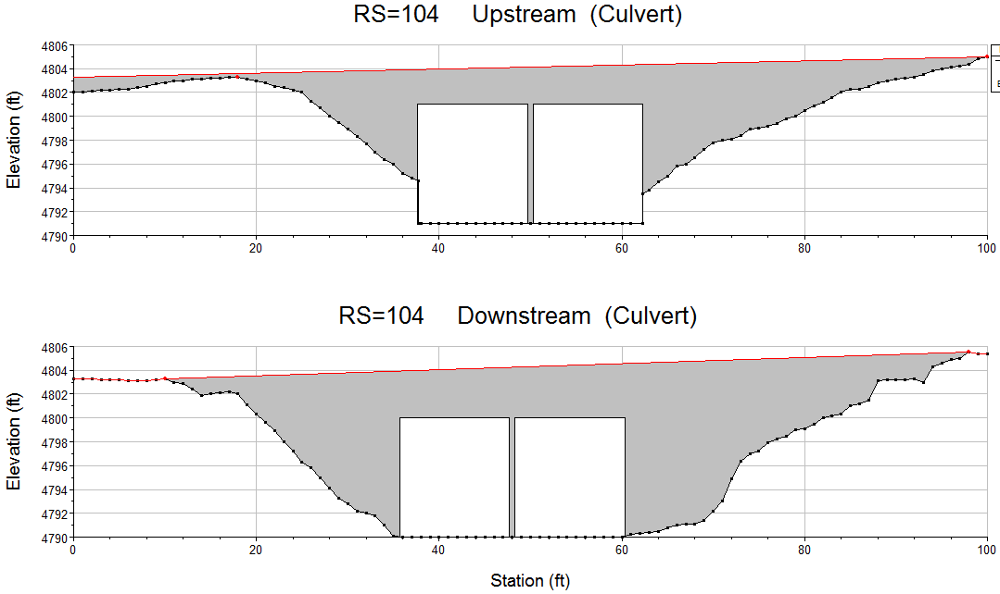 RS=104 Upstream (Culvert)
Elevation (ft)
4806
4804
4802
4800
4798
4796
4794
4792
4790
0 20 40 60 80 100
RS=104 Downstream (Culvert)
Elevation (ft)
4806
4804
4802
4800
4798
4796
4794
4792
4790
0 20 40 60 80 100
Station (ft)